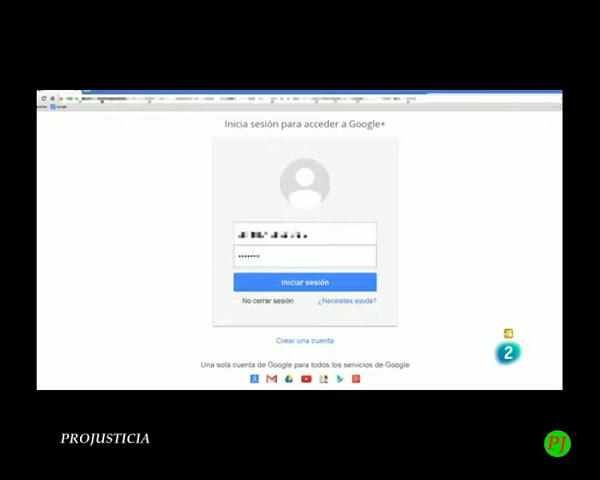 Inicia sesión para acceder a Google+
Iniciar sesión
No cerrar sesión
¿Necesitas ayuda?
Crear una cuenta
Una sola cuenta de Google para todos los servicios de Google
2
PROJUSTICIA
PJ